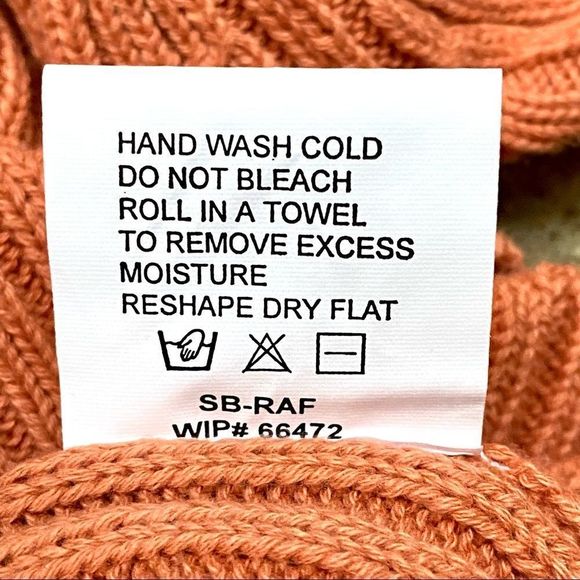 HAND WASH COLD
DO NOT BLEACH
ROLL IN A TOWEL
TO REMOVE EXCESS
MOISTURE
RESHAPE DRY FLAT
SB-RAF
WIP# 66472